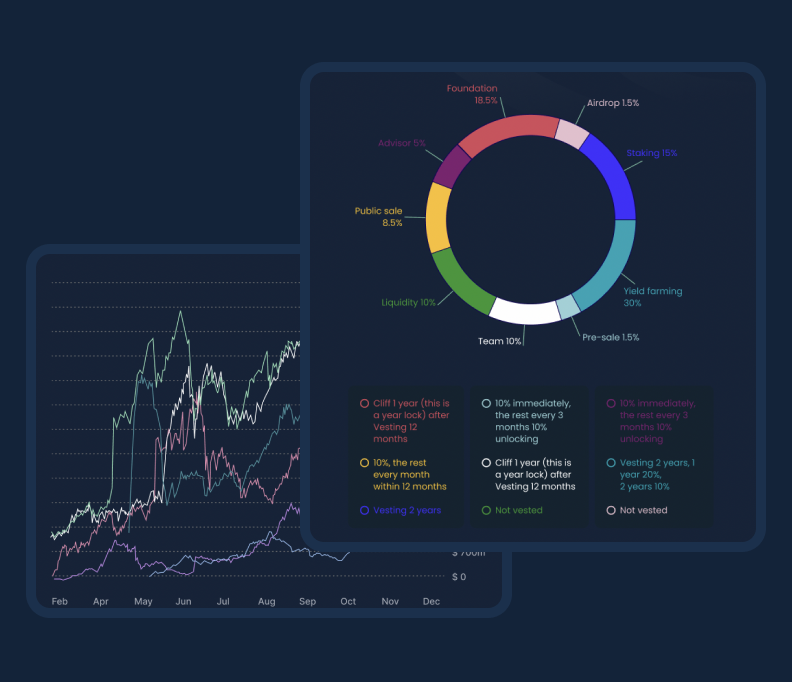 Foundation
18.5%
Airdrop 1.5%
Advisor 5%
Staking 15%
Public sale
8.5%
Yield farming
30%
Liquidity 10%
Team 10%
Pre-sale 1.5%
Cliff 1 year (this is
a year lock) after
Vesting 12
months
10% immediately,
the rest every 3
months 10%
unlocking
10% immediately,
the rest every 3
months 10%
unlocking
10%, the rest
every month
within 12 months
Cliff 1 year (this is
a year lock) after
Vesting 12 months
Vesting 2 years, 1
year 20%,
2 years 10%
Vesting 2 years
Not vested
Not vested
$ 0
Feb Apr May Jun Jul Aug Sep Oct Nov Dec